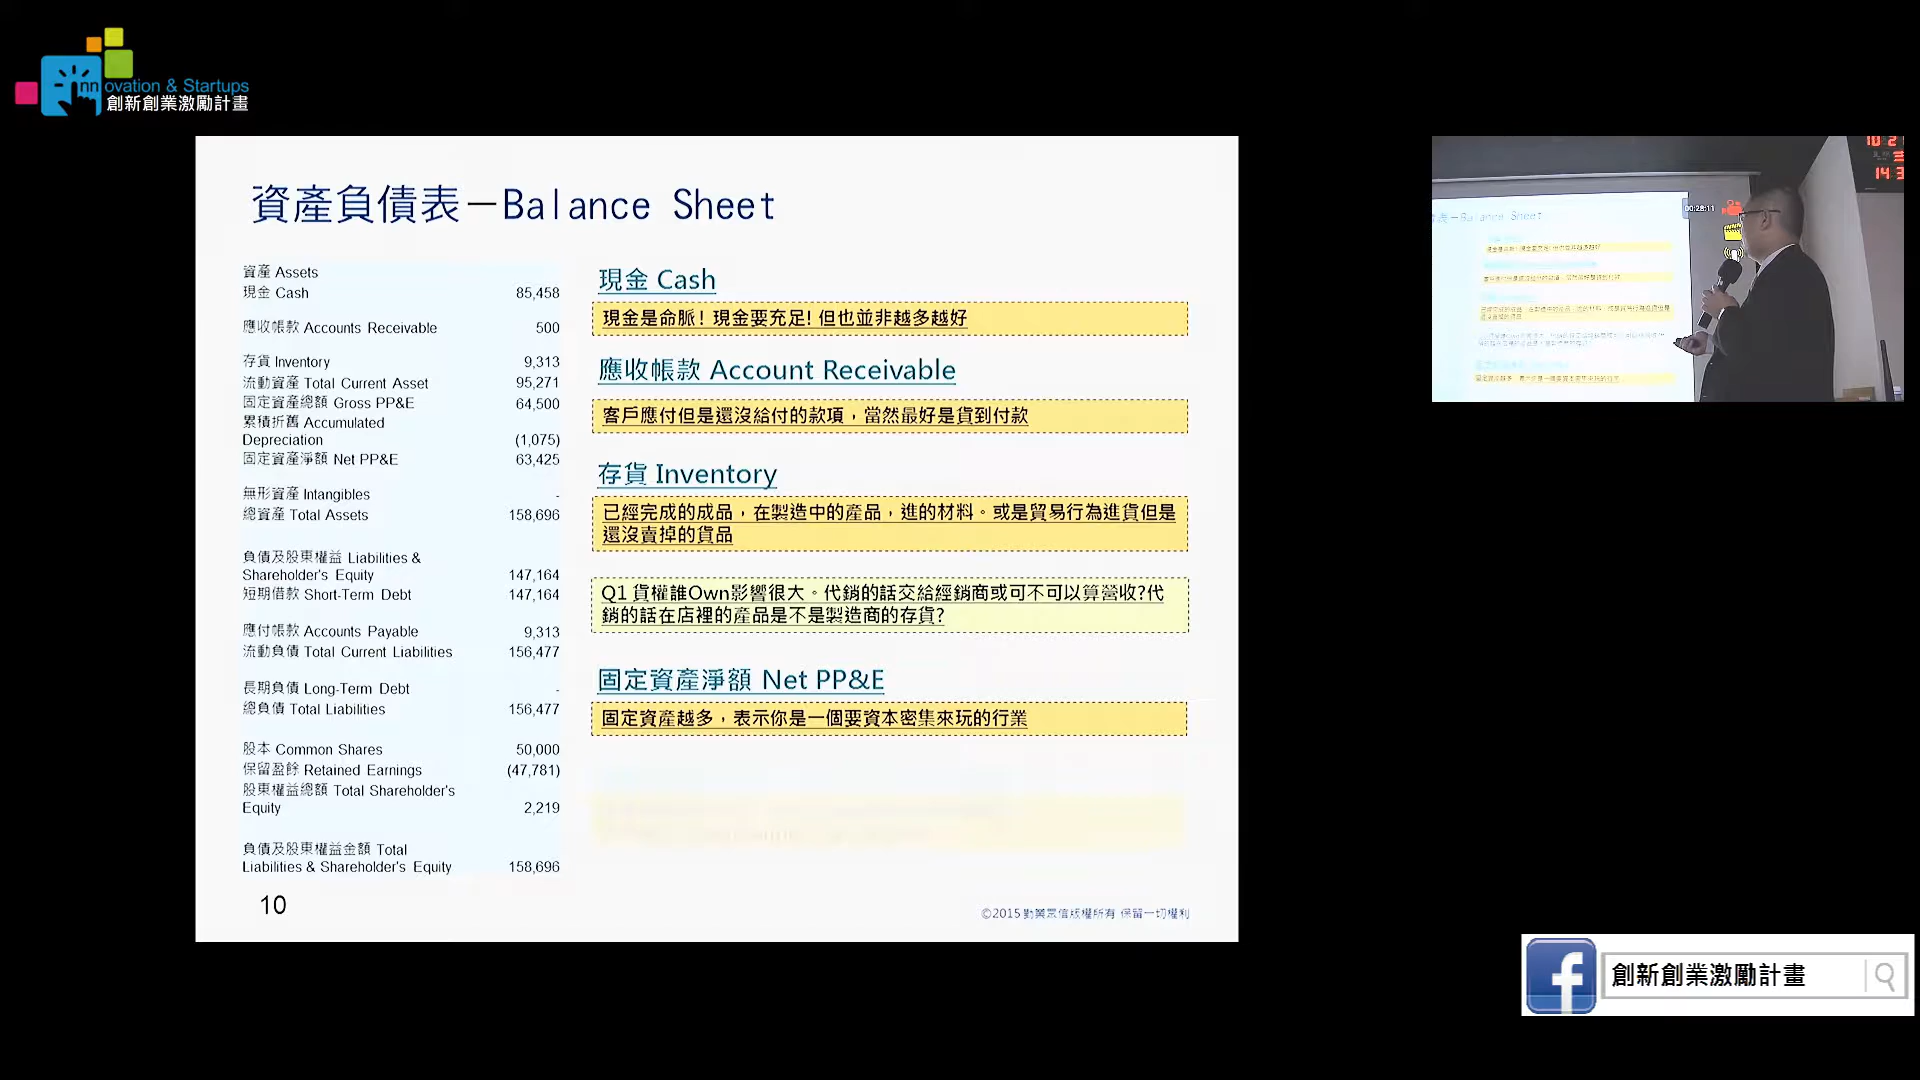 Innovation & Startups
創新創業激勵計畫
資產負債表－Balance Sheet
資產 Assets
現金 Cash 85,458
應收帳款 Accounts Receivable 500
存貨 Inventory 9,313
流動資產 Total Current Asset 95,271
固定資產總額 Gross PP&E 64,500
累積折舊 Accumulated
Depreciation (1,075)
固定資產淨額 Net PP&E 63,425
無形資產 Intangibles -
總資產 Total Assets 158,696
負債及股東權益 Liabilities &
Shareholder's Equity 147,164
短期借款 Short-Term Debt 147,164
應付帳款 Accounts Payable 9,313
流動負債 Total Current Liabilities 156,477
長期負債 Long-Term Debt -
總負債 Total Liabilities 156,477
股本 Common Shares 50,000
保留盈餘 Retained Earnings (47,781)
股東權益總額 Total Shareholder's
Equity 2,219
負債及股東權益金額 Total
Liabilities & Shareholder's Equity 158,696
現金 Cash
現金是命脈！現金要充足！但也並非越多越好
應收帳款 Account Receivable
客戶應付但是還沒給付的款項，當然最好是貨到付款
存貨 Inventory
已經完成的成品，在製造中的產品，進的材料。或是貿易行為進貨但是
還沒賣掉的貨品
Q1 貨權誰Own影響很大。代銷的話交給經銷商或可不可以算營收?代
銷的話在店裡的產品是不是製造商的存貨?
固定資產淨額 Net PP&E
固定資產越多，表示你是一個要資本密集來玩的行業
10
©2015 勤業眾信版權所有 保留一切權利
00:28:11
創新創業激勵計畫